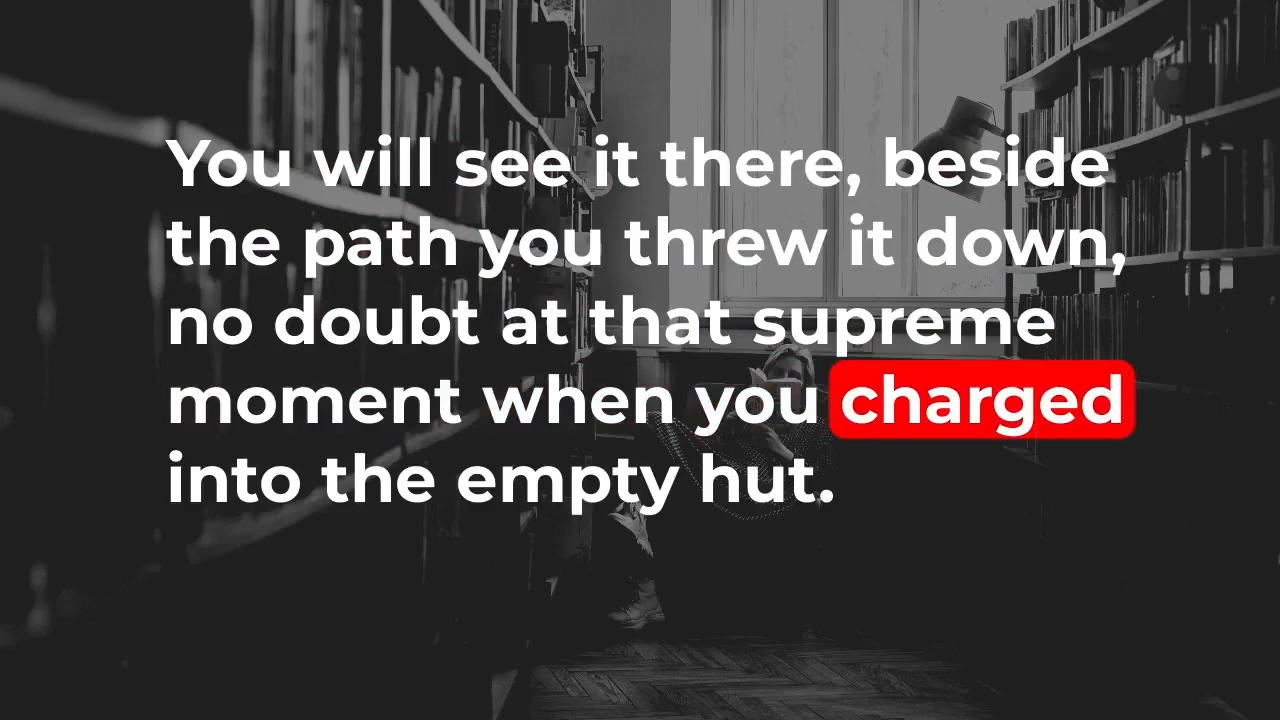 You will see it there, beside
the path you threw it down,
no doubt at that supreme
moment when you charged
into the empty hut.